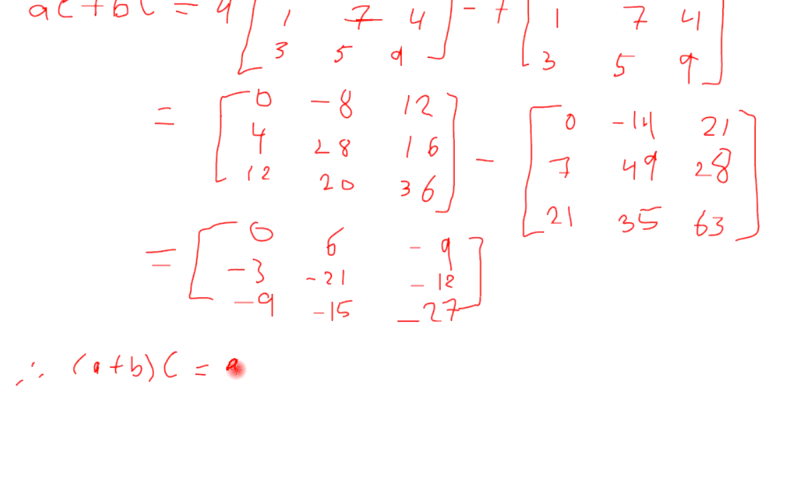 aC+bC = 4 [ 1 7 4 ] - 7 [ 1 7 4 ]
3 5 9 3 5 9
= [ 0 -8 12 ] - [ 0 -14 21 ]
4 28 16 7 49 28
12 20 36 21 35 63
= [ 0 6 -9 ]
-3 -21 -12
-9 -15 -27
∴ (a+b)C = a